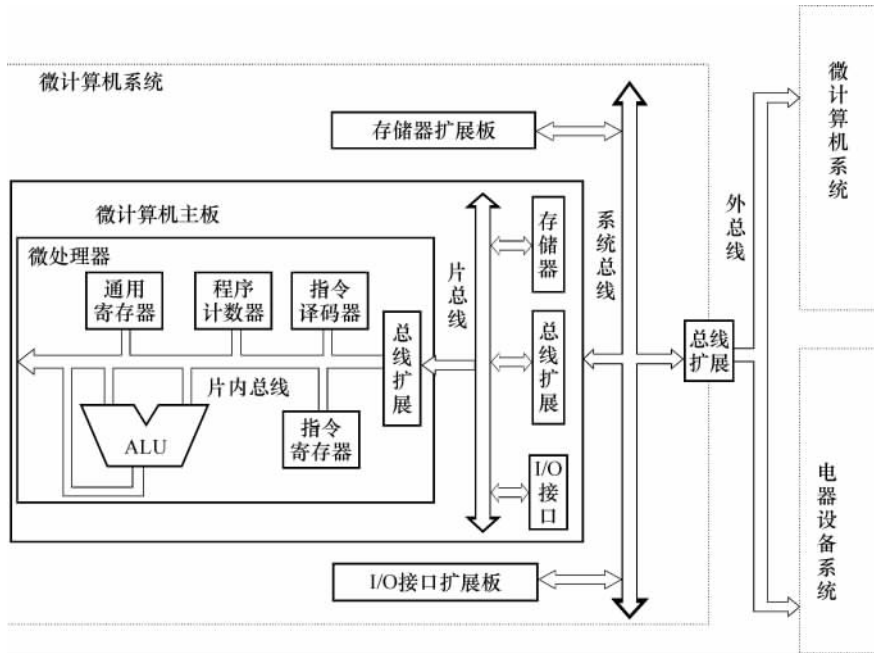 微计算机系统
存储器扩展板
微计算机主板
微处理器
通用
寄存器
程序
计数器
指令
译码器
总线扩展
片内总线
ALU
指令
寄存器
片总线
存储器
总线扩展
I/O
接口
系统总线
I/O接口扩展板
总线
扩展
外总线
微计算机系统
电器设备系统